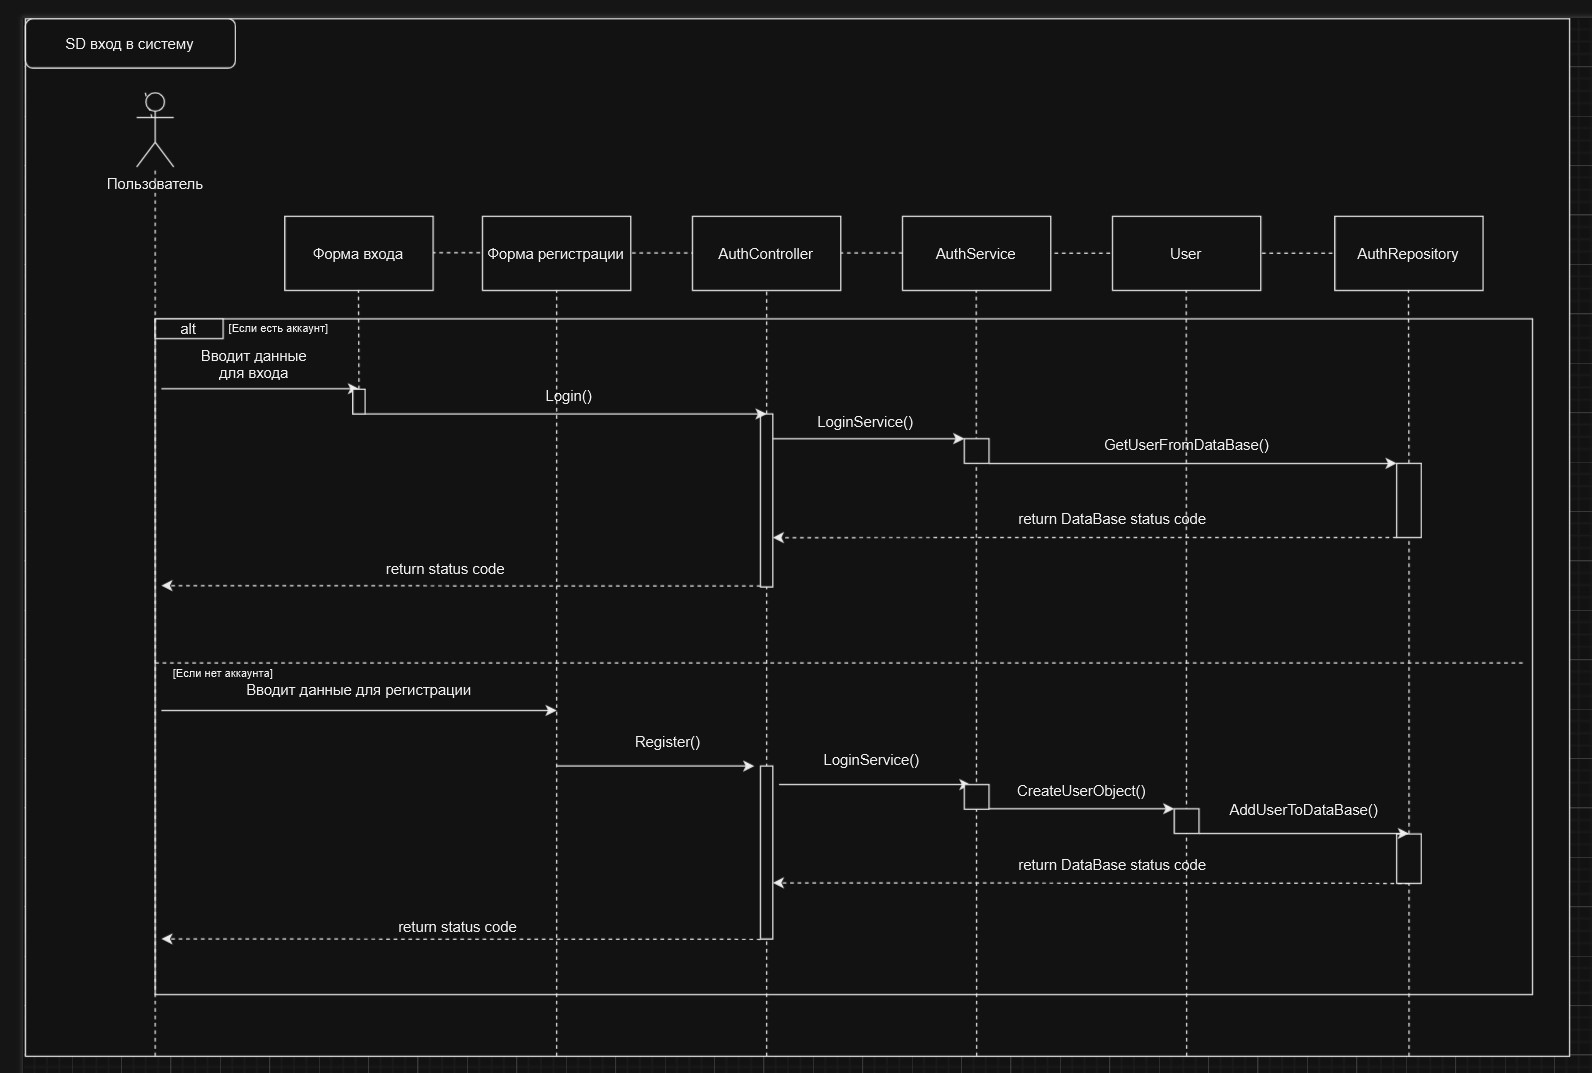 SD вход в систему
Пользователь
Форма входа
Форма регистрации
AuthController
AuthService
User
AuthRepository
alt
[Если есть аккаунт]
Вводит данные
для входа
Login()
LoginService()
GetUserFromDataBase()
return DataBase status code
return status code
[Если нет аккаунта]
Вводит данные для регистрации
Register()
LoginService()
CreateUserObject()
AddUserToDataBase()
return DataBase status code
return status code